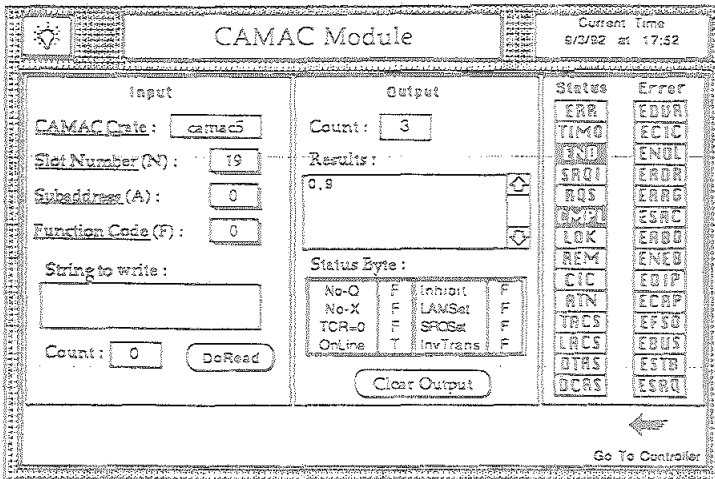 CAMAC Module
Current Time
9/3/92 at 17:52
Input
CAMAC Crate: camac5
Slot Number (N): 19
Subaddress (A): 0
Function Code (F): 0
String to write:
Count: 0 DoRead
Output
Count: 3
Results:
0,9
Status Byte:
No-Q F Inhibit F
No-X F LAMSet F
TCR=0 F SRQSet F
OnLine T InvTrans F
Clear Output
Status Error
ERR EDVR
TIMO ECIC
END ENOL
SRQI EADR
RQS EARG
CMPL ESAC
LOK EABO
REM ENEB
CIC EOIP
ATN ECAP
TACS EFSO
LACS EBUS
DTAS ESTB
DCAS ESRQ
Go To Controller